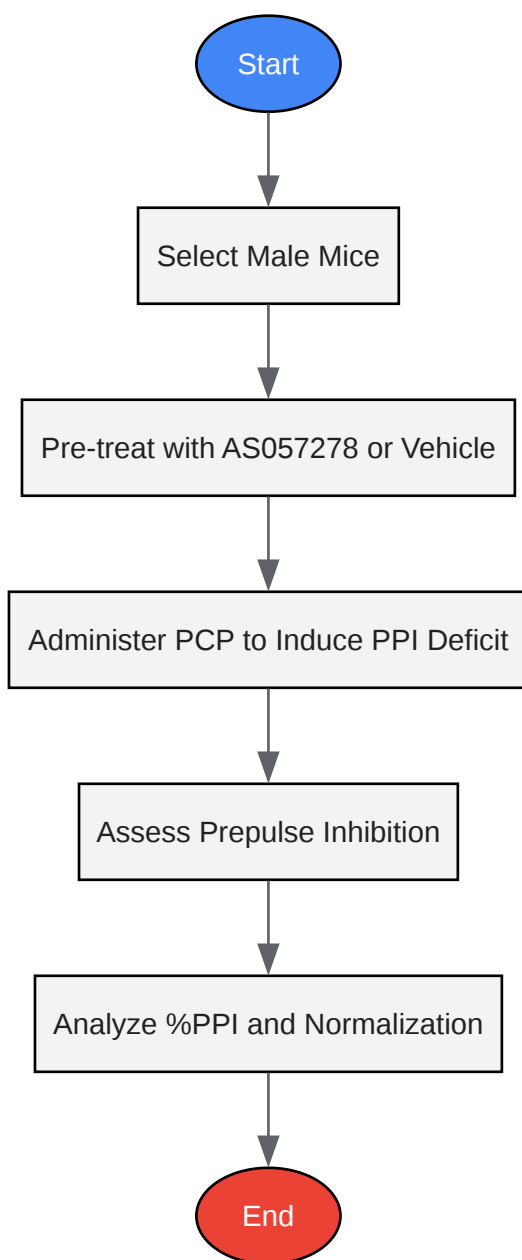 Start
Select Male Mice
Pre-treat with AS057278 or Vehicle
Administer PCP to Induce PPI Deficit
Assess Prepulse Inhibition
Analyze %PPI and Normalization
End